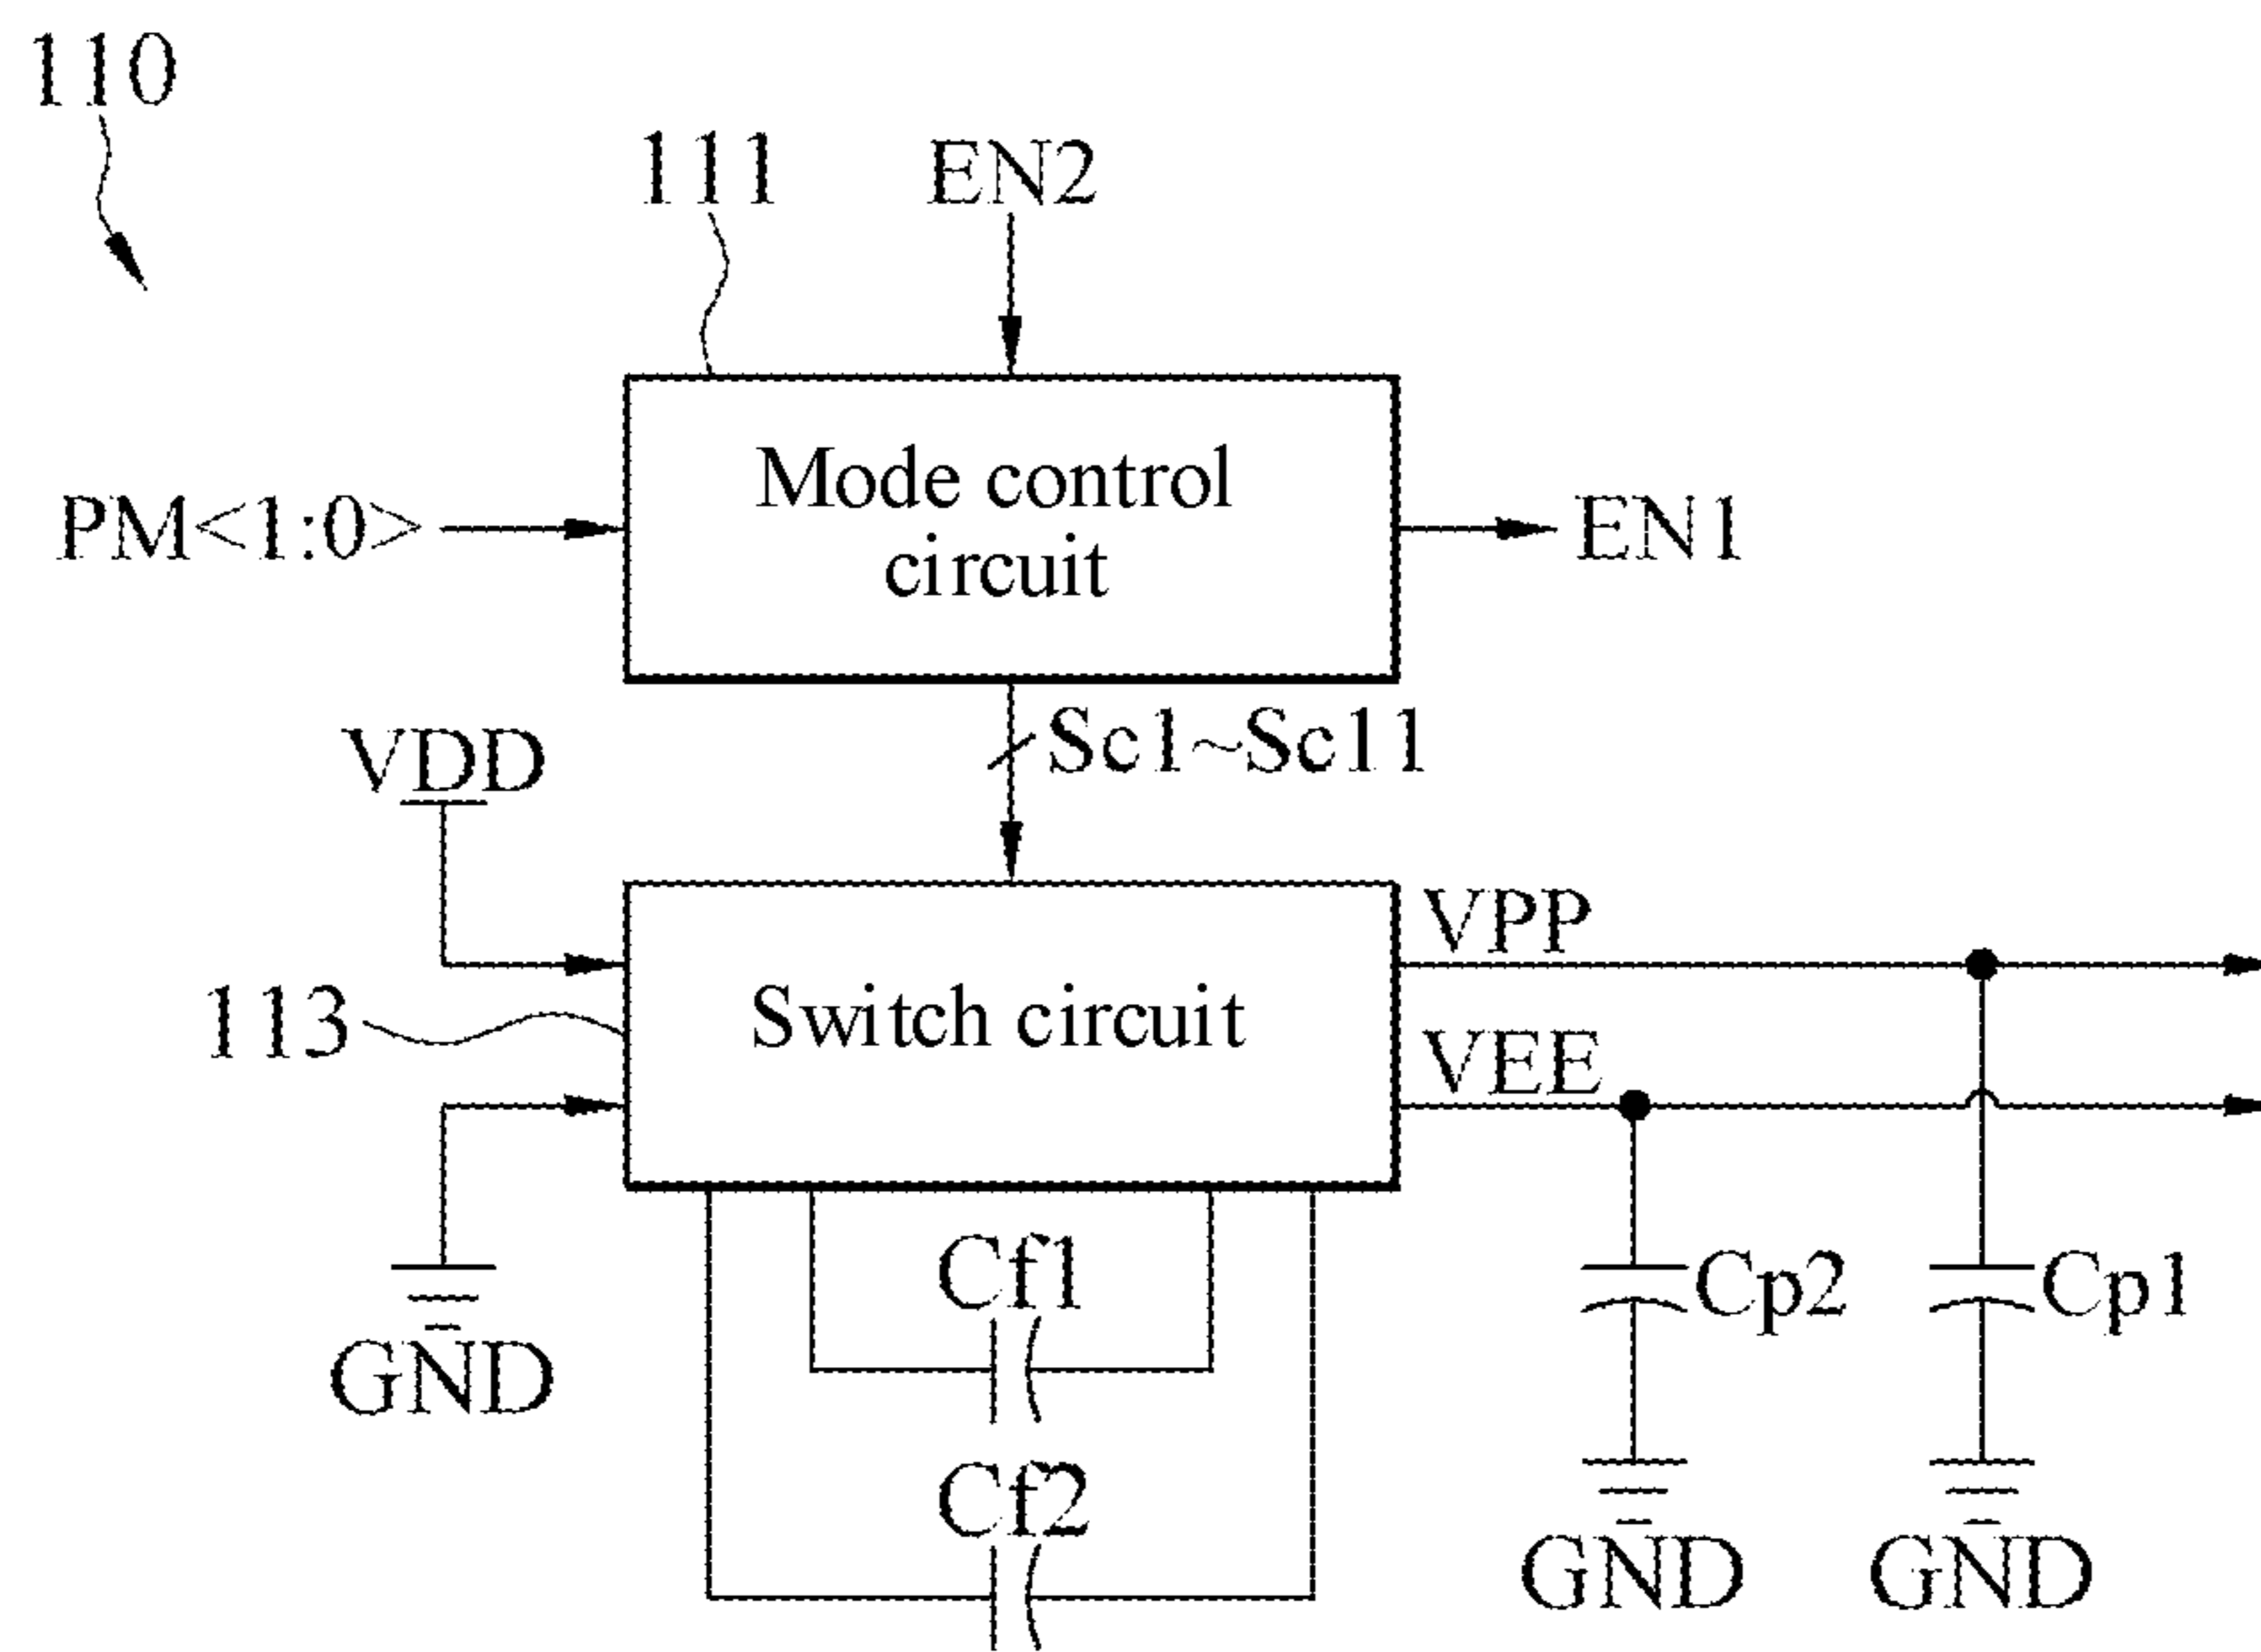 110
111
EN2
Mode control
circuit
PM<1:0>
EN1
Sc1~Sc11
VDD
VPP
Switch circuit
113
VEE
Cf1
Cp2
Cp1
GND
Cf2
GND
GND